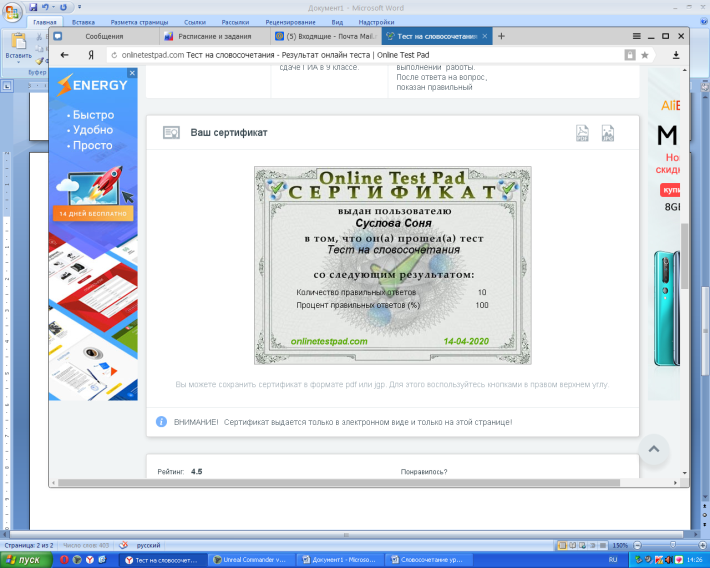 Документ1 - Microsoft Word
Главная Вставка Разметка страницы Ссылки Рассылки Рецензирование Вид Надстройки
Вставить
Буфер
Сообщения Расписание и задания (5) Входящие - Почта Mail. Тест на словосочетания
onlinetestpad.com Тест на словосочетания - Результат онлайн теста | Online Test Pad
сдаче ГИА в 9 классе.
выполнении работы.
После ответа на вопрос,
показан правильный
ENERGY
• Быстро
• Удобно
• Просто
14 ДНЕЙ БЕСПЛАТНО
Ваш сертификат
PDF
Online Test Pad
СЕРТИФИКАТ
выдан пользователю
Суслова Соня
в том, что он(а) прошел(а) тест
Тест на словосочетания
со следующим результатом:
Количество правильных ответов 10
Процент правильных ответов (%) 100
onlinetestpad.com 14-04-2020
Вы можете сохранить сертификат в формате pdf или jgp. Для этого воспользуйтесь кнопками в правом верхнем углу.
ВНИМАНИЕ! Сертификат выдается только в электронном виде и только на этой странице!
Рейтинг: 4.5 Понравилось?
AliE
M
Но
скидк
купи
8GE
Страница: 2 из 2 Число слов: 403 русский 150%
пуск Тест на словосочет... Unreal Commander v... Документ1 - Microso... Словосочетание ур... RU 14:26